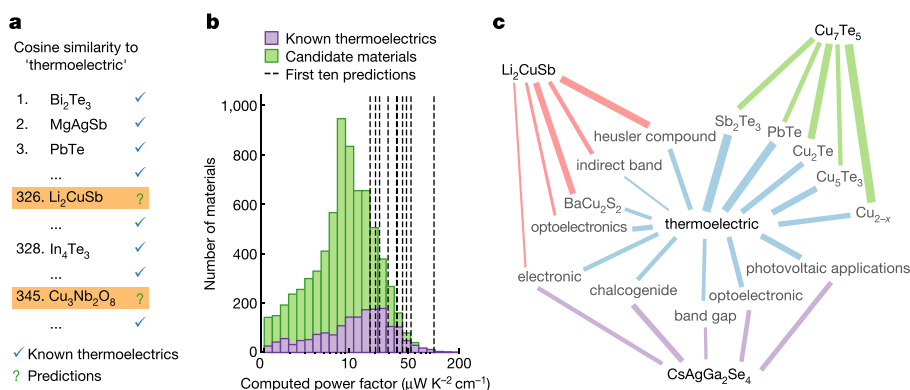 a
Cosine similarity to
'thermoelectric'
1. Bi₂Te₃ ✓
2. MgAgSb ✓
3. PbTe ✓
... ✓
326. Li₂CuSb ?
... ✓
328. In₄Te₃ ✓
... ✓
345. Cu₃Nb₂O₈ ?
... ✓
✓ Known thermoelectrics
? Predictions
b
Known thermoelectrics
Candidate materials
First ten predictions
Number of materials
1,000
800
600
400
200
0
0 10 50 200
Computed power factor (μW K⁻² cm⁻¹)
c
Cu₇Te₅
Li₂CuSb
Sb₂Te₃
PbTe
heusler compound
Cu₂Te
indirect band
Cu₅Te₃
BaCu₂S₂
Cu₂₋ₓ
optoelectronics
thermoelectric
photovoltaic applications
electronic
chalcogenide
optoelectronic
band gap
CsAgGa₂Se₄